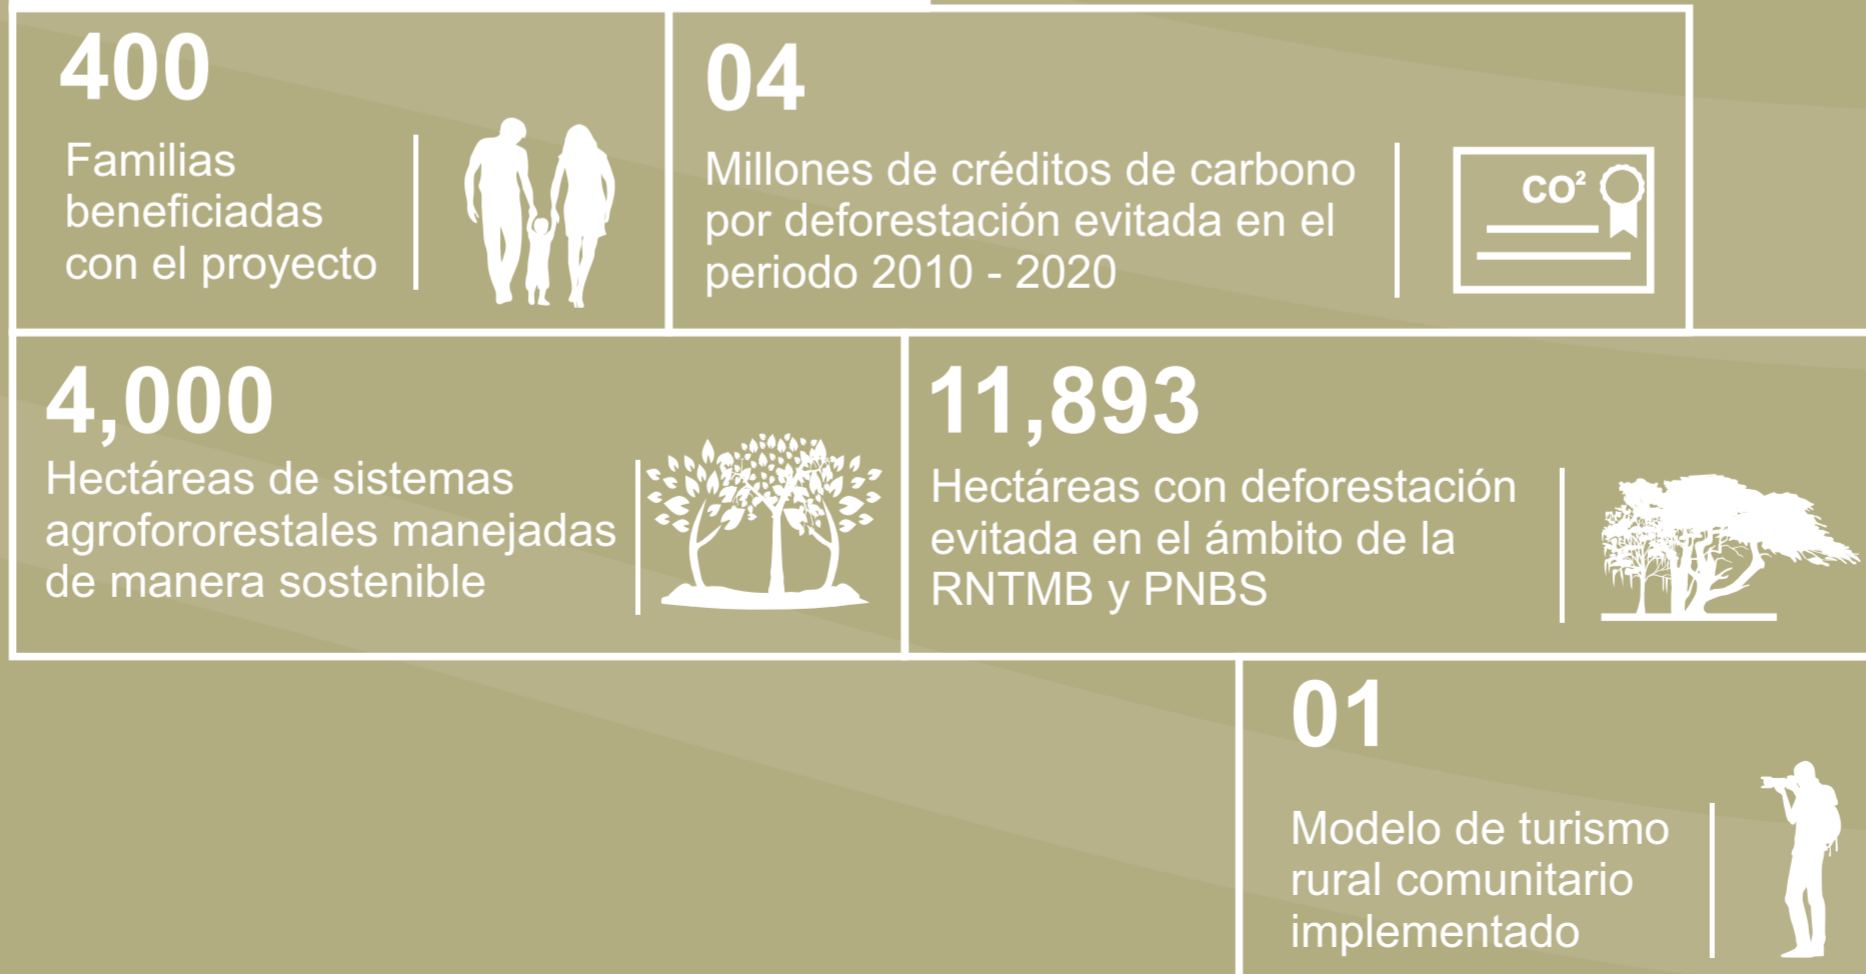 400
Familias
beneficiadas
con el proyecto
04
Millones de créditos de carbono
por deforestación evitada en el
periodo 2010 - 2020
CO²
4,000
Hectáreas de sistemas
agrofororestales manejadas
de manera sostenible
11,893
Hectáreas con deforestación
evitada en el ámbito de la
RNTMB y PNBS
01
Modelo de turismo
rural comunitario
implementado